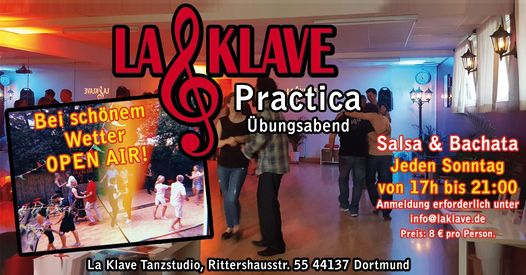 LA KLAVE
Practica
Übungsabend
Bei schönem
Wetter
OPEN AIR!
Salsa & Bachata
Jeden Sonntag
von 17h bis 21:00
Anmeldung erforderlich unter
info@laklave.de
Preis: 8 € pro Person.
La Klave Tanzstudio, Rittershausstr. 55 44137 Dortmund